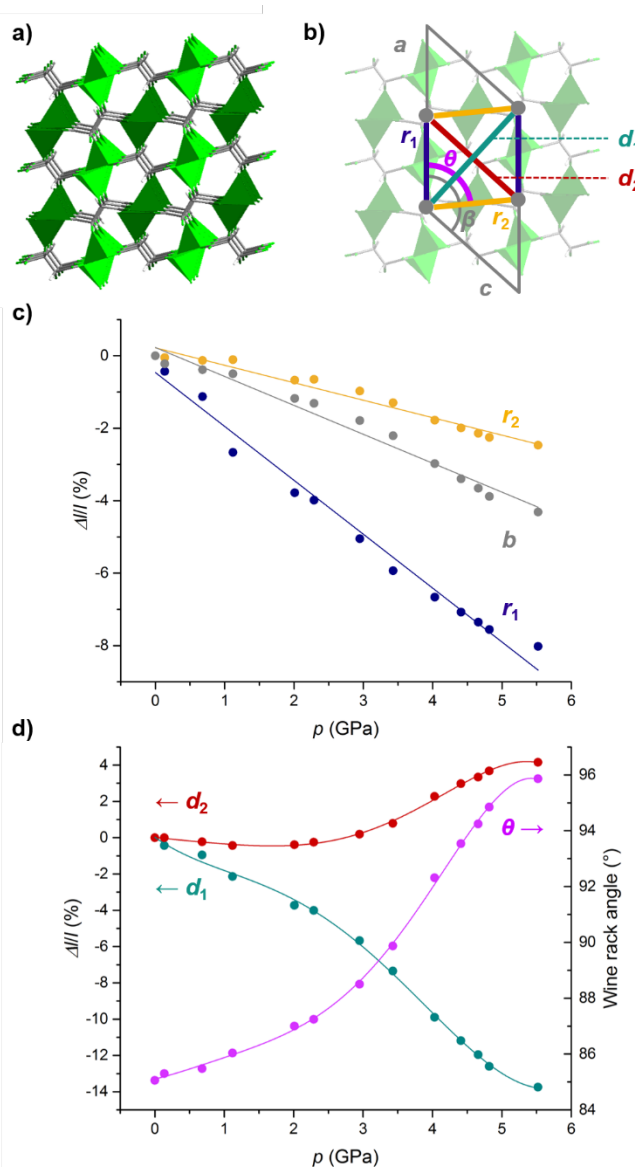 a)
b)
a
r₁
θ
β
r₂
c
d₂
c)
0
-2
-4
-6
-8
Δl/l (%)
r₂
b
r₁
0 1 2 3 4 5 6
p (GPa)
d)
4
2
0
-2
-4
-6
-8
-10
-12
-14
Δl/l (%)
← d₂
← d₁
θ →
96
94
92
90
88
86
84
Wine rack angle (°)
0 1 2 3 4 5 6
p (GPa)